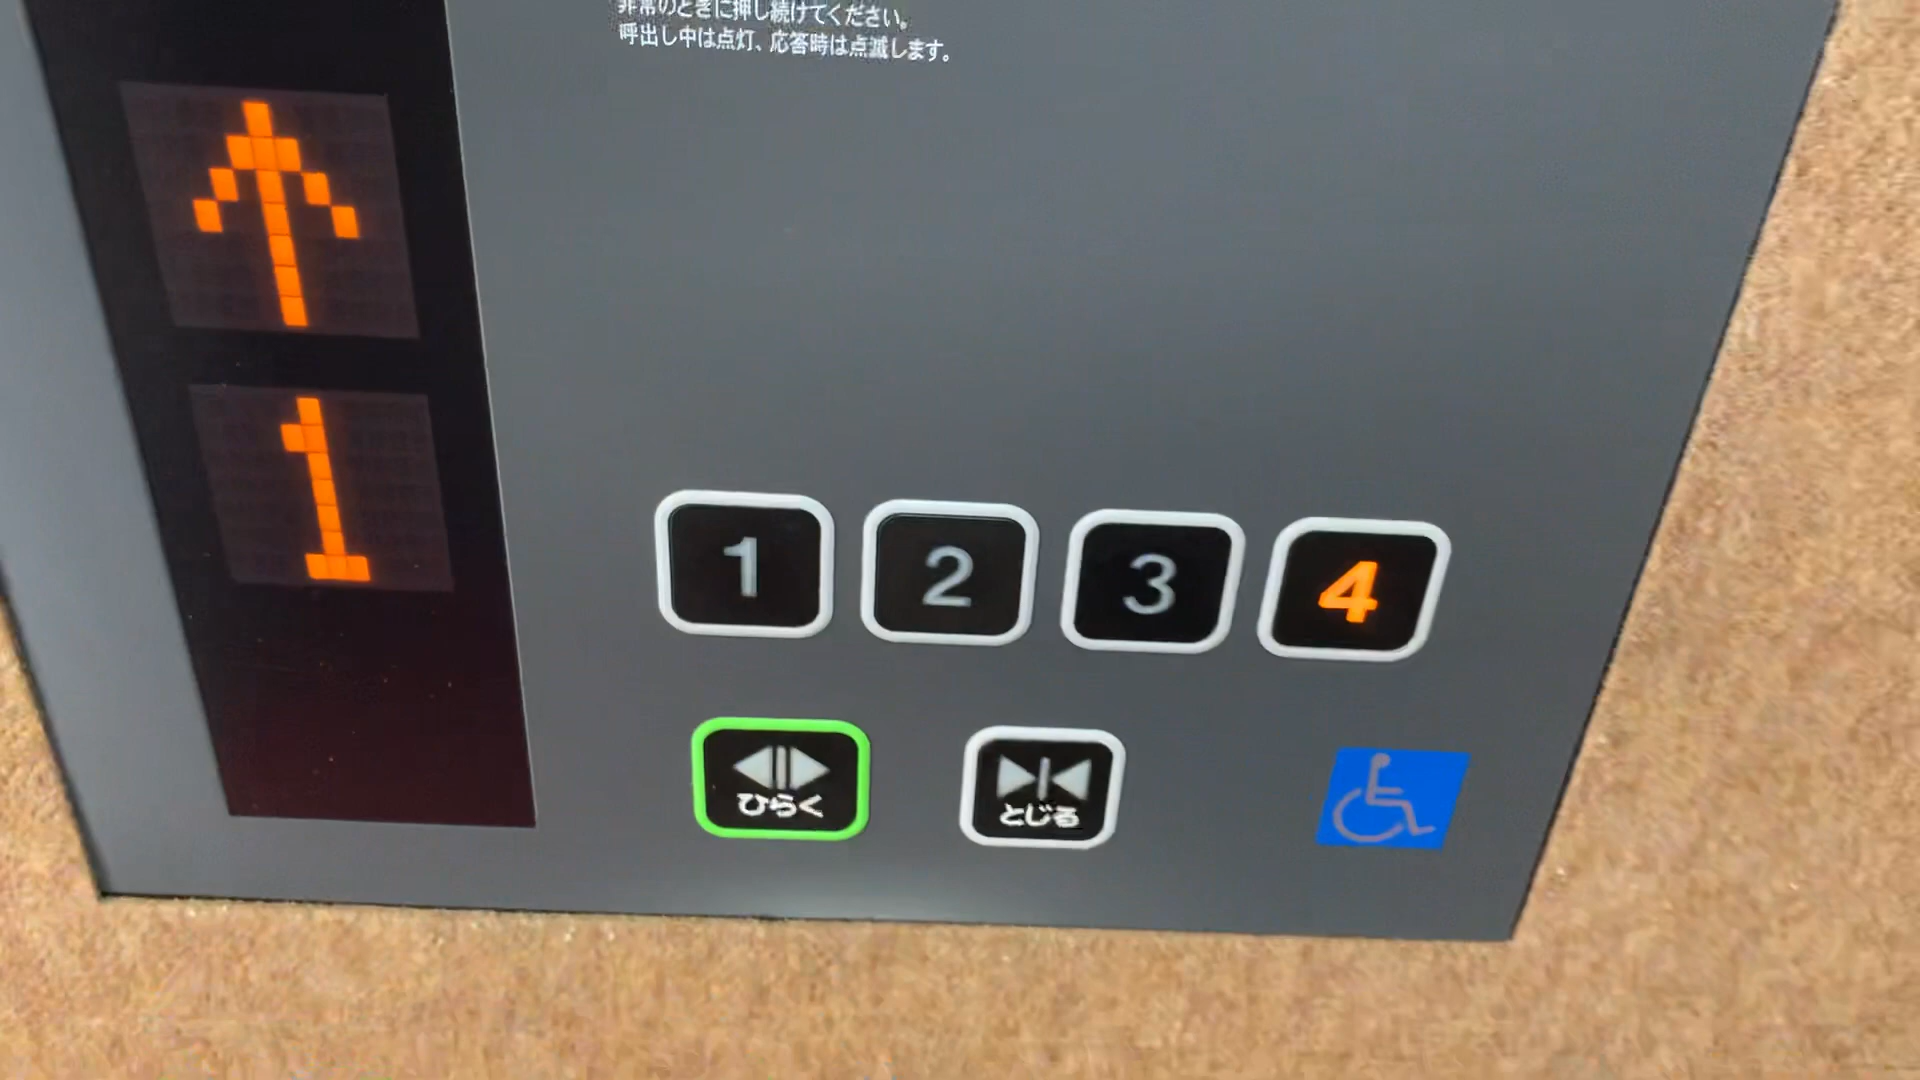 非常のときに押し続けてください。
呼出し中は点灯、応答時は点滅します。
1
1 2 3 4
ひらく とじる